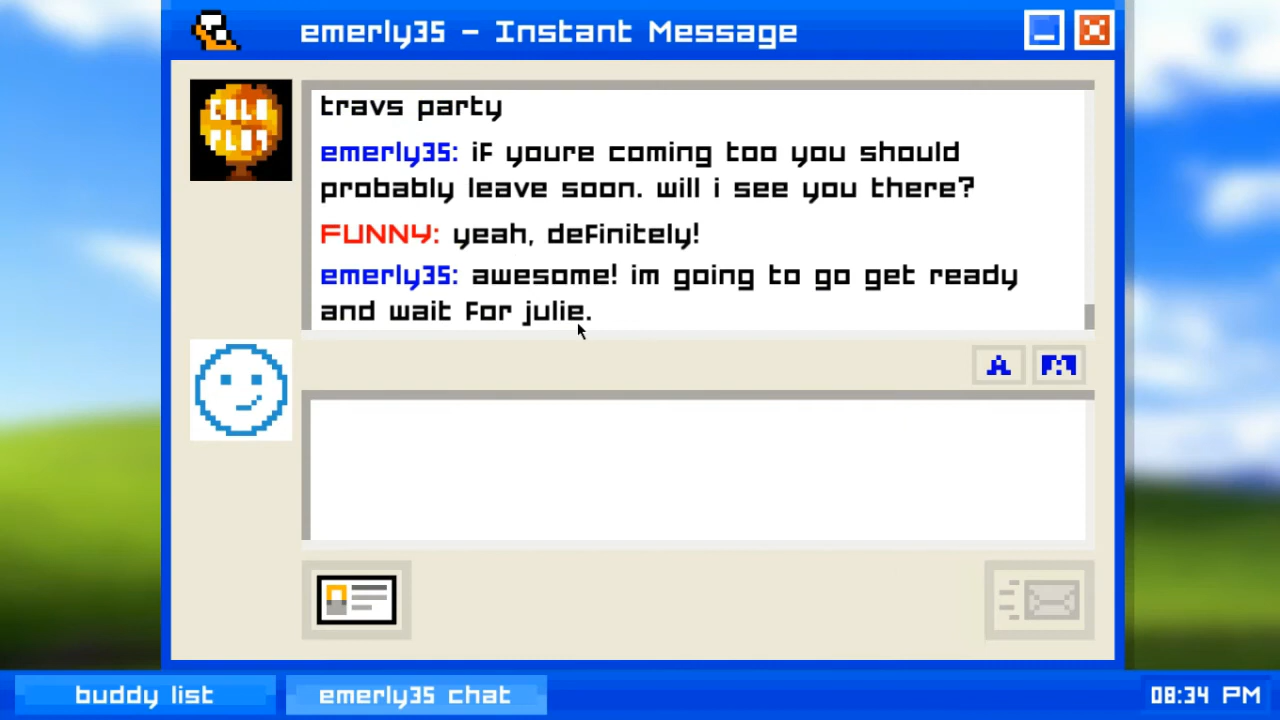 emerly35 - Instant Message
COLD
PLAY
travs party
emerly35: if youre coming too you should
probably leave soon. will i see you there?
FUNNY: yeah, definitely!
emerly35: awesome! im going to go get ready
and wait for julie.
A
buddy list
emerly35 chat
08:34 PM